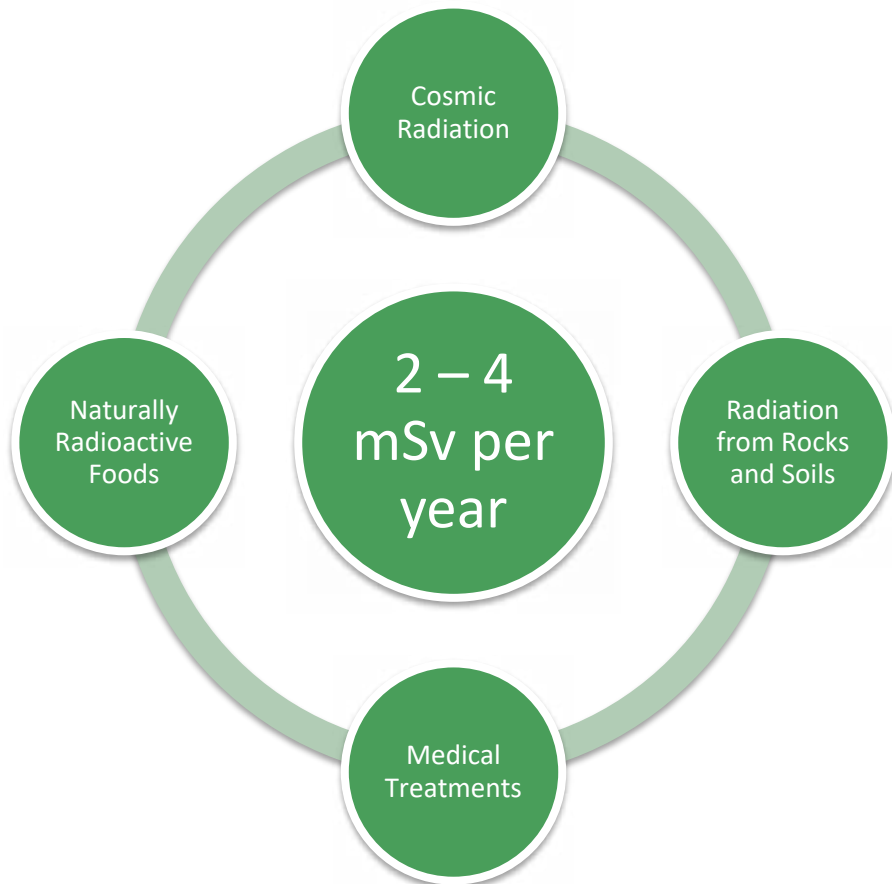 Cosmic
Radiation
Naturally
Radioactive
Foods
2 – 4
mSv per
year
Radiation
from Rocks
and Soils
Medical
Treatments